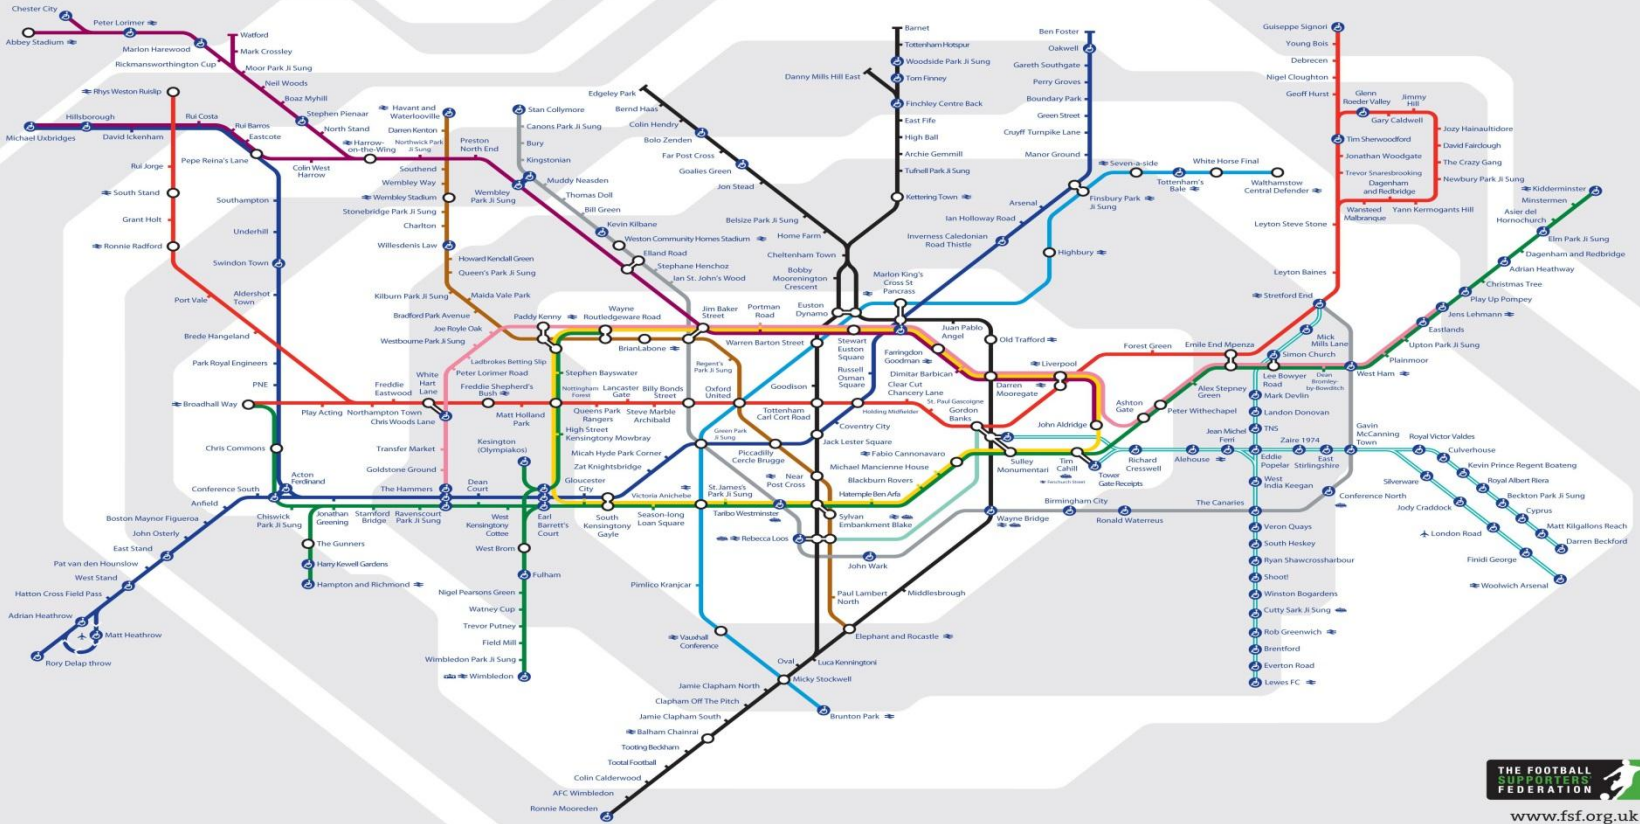 Chester City
Peter Lorimer
Abbey Stadium
Marlon Harewood
Rickmansworthington Cup
Watford
Mark Crossley
Moor Park Ji Sung
Neil Woods
Boaz Myhill
Stephen Pienaar
North Stand
Harrow-
on-the-Wing
Rhys Weston Ruislip
Hillsborough
Michael Uxbridges
David Ickenham
Rui Costa
Rui Barros
Eastcote
Pepe Reina's Lane
Colin West
Harrow
Northwick Park
Ji Sung
Preston
North End
Rui Jorge
South Stand
Grant Holt
Ronnie Radford
Port Vale
Brede Hangeland
Southampton
Underhill
Swindon Town
Aldershot
Town
Park Royal Engineers
PNE
Broadhall Way
Chris Commons
Acton
Ferdinand
Havant and
Waterlooville
Darren Kenton
Southend
Wembley Way
Wembley Stadium
Stonebridge Park Ji Sung
Charlton
Willesdenis Law
Howard Kendall Green
Queen's Park Ji Sung
Kilburn Park Ji Sung
Maida Vale Park
Bradford Park Avenue
Joe Royle Oak
Westbourne Park Ji Sung
Ladbrokes Betting Slip
Peter Lorimer Road
Freddie Shepherd's
Bush
White
Hart
Lane
Freddie
Eastwood
Play Acting
Northampton Town
Chris Woods Lane
Matt Holland
Park
Transfer Market
Goldstone Ground
The Hammers
Stan Collymore
Canons Park Ji Sung
Bury
Kingstonian
Wembley
Park Ji Sung
Muddy Neasden
Thomas Doll
Bill Green
Kevin Kilbane
Weston Community Homes Stadium
Elland Road
Stephane Henchoz
Ian St. John's Wood
Edgeley Park
Bernd Haas
Colin Hendry
Bolo Zenden
Far Post Cross
Goalies Green
Jon Stead
Belsize Park Ji Sung
Home Farm
Cheltenham Town
Bobby
Moorenington
Crescent
Barnet
Tottenham Hotspur
Woodside Park Ji Sung
Danny Mills Hill East
Tom Finney
Finchley Centre Back
East Fife
High Ball
Archie Gemmill
Tufnell Park Ji Sung
Kettering Town
Ben Foster
Oakwell
Gareth Southgate
Perry Groves
Boundary Park
Green Street
Cruyff Turnpike Lane
Manor Ground
Seven-a-side
White Horse Final
Tottenham's
Bale
Walthamstow
Central Defender
Finsbury Park
Ji Sung
Arsenal
Ian Holloway Road
Inverness Caledonian
Road Thistle
Highbury
Marlon King's
Cross St
Pancrass
Guiseppe Signori
Young Bois
Debrecen
Nigel Cloughton
Geoff Hurst
Glenn
Roeder Valley
Jimmy
Hill
Gary Caldwell
Jozy Hainaultidore
Tim Sherwoodford
David Fairclough
Jonathan Woodgate
The Crazy Gang
Trevor Snaresbrooking
Newbury Park Ji Sung
Dagenham
and Redbridge
Wansteed
Malbranque
Yann Kermogants Hill
Leyton Steve Stone
Leyton Baines
Stretford End
Kidderminster
Minstermen
Asier del
Hornochurch
Elm Park Ji Sung
Dagenham and Redbridge
Adrian Heathway
Christmas Tree
Play Up Pompey
Jens Lehmann
Eastlands
Upton Park Ji Sung
Plainmoor
West Ham
Mick
Mills Lane
Simon Church
Paddy Kenny
Wayne
Routledgeware Road
Jim Baker
Street
Portman
Road
Euston
Dynamo
Warren Barton Street
BrianLabone
Regent's
Park Ji Sung
Steven
Euston
Square
Russell
Osman
Square
Farringdon
Goodman
Juan Pablo
Angel
Old Trafford
Dimitar Barbican
Clear Cut
Chancery Lane
Darren
Mooregate
Liverpool
Forest Green
Emile End Mpenza
Stephen Bayswater
Nottingham
Forest
Lancaster
Gate
Billy Bonds
Street
Oxford
United
Goodison
Queens Park
Rangers
Steve Marble
Archibald
Tottenham
Carl Cort Road
Holding Midfielder
St. Paul Gascoigne
Gordon
Banks
Lee Bowyer
Road
Dean
Bromley-
by-Bowditch
Alex Stepney
Green
Mark Devlin
Ashton
Gate
Peter Withechapel
Landon Donovan
High Street
Kensingtony Mowbray
Kesington
(Olympiakos)
Micah Hyde Park Corner
Zat Knightsbridge
Green Park
Ji Sung
Piccadilly
Cercle Brugge
Coventry City
Jack Lester Square
Fabio Cannonavaro
Michael Mancienne House
Blackburn Rovers
Hatemple Ben Arfa
John Aldridge
Sulley
Monumentari
Tim
Cahill
Fenchurch Street
Tower
Gate Receipts
Richard
Cresswell
Alehouse
Jean Michel
Ferri
TNS
Eddie
Popelar
Zaire 1974
East
Stirlingshire
Gavin
McCanning
Town
Royal Victor Valdes
Culverhouse
Kevin Prince Regent Boateng
Royal Albert Riera
Beckton Park Ji Sung
Cyprus
Matt Kilgallons Reach
Darren Beckford
Silverware
Jody Craddock
London Road
Finidi George
Woolwich Arsenal
Conference North
West
India Keegan
The Canaries
Veron Quays
South Heskey
Ryan Shawcrossharbour
Shoot!
Winston Bogardens
Cutty Sark Ji Sung
Rob Greenwich
Brentford
Everton Road
Lewes FC
Dean
Court
Gloucester
City
Victoria Anichebe
St. James's
Park Ji Sung
Near
Post Cross
Conference South
Anfield
Boston Maynor Figueroa
John Osterly
East Stand
Pat van den Hounslow
West Stand
Hatton Cross Field Pass
Adrian Heathrow
Matt Heathrow
Rory Delap throw
Chiswick
Park Ji Sung
Jonathan
Greening
Stamford
Bridge
Ravenscourt
Park Ji Sung
West
Kensingtony
Cottee
Earl
Barrett's
Court
South
Kensingtony
Gayle
Season-long
Loan Square
Taribo Westminster
Sylvan
Embankment Blake
Rebecca Loos
John Wark
Wayne Bridge
Birmingham City
Ronald Waterreus
The Gunners
Harry Kewell Gardens
Hampton and Richmond
West Brom
Fulham
Nigel Pearsons Green
Watney Cup
Trevor Putney
Field Mill
Wimbledon Park Ji Sung
Wimbledon
Pimlico Kranjcar
Vauxhall
Conference
Paul Lambert
North
Middlesbrough
Elephant and Rocastle
Oval
Luca Kenningtoni
Micky Stockwell
Jamie Clapham North
Clapham Off The Pitch
Jamie Clapham South
Balham Chainrai
Tooting Beckham
Tootal Football
Colin Calderwood
AFC Wimbledon
Ronnie Mooreden
Brunton Park
THE FOOTBALL
SUPPORTERS'
FEDERATION
www.fsf.org.uk